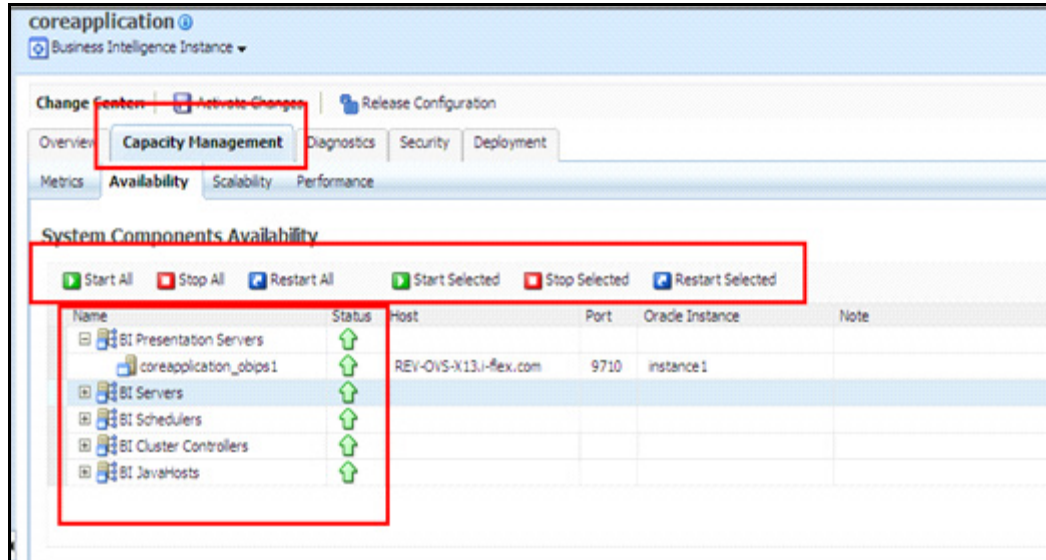 coreapplication
Business Intelligence Instance
Change Center: Activate Changes Release Configuration
Overview Capacity Management Diagnostics Security Deployment
Metrics Availability Scalability Performance
System Components Availability
Start All Stop All Restart All Start Selected Stop Selected Restart Selected
Name Status Host Port Oracle Instance Note
BI Presentation Servers
coreapplication_obips1 REV-OVS-X13.i-flex.com 9710 instance1
BI Servers
BI Schedulers
BI Cluster Controllers
BI JavaHosts